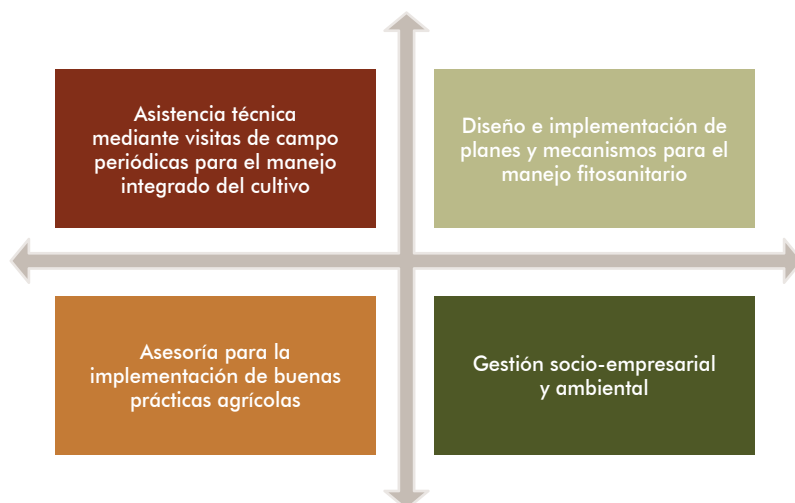 Asistencia técnica
mediante visitas de campo
periódicas para el manejo
integrado del cultivo
Diseño e implementación de
planes y mecanismos para el
manejo fitosanitario
Asesoría para la
implementación de buenas
prácticas agrícolas
Gestión socio-empresarial
y ambiental